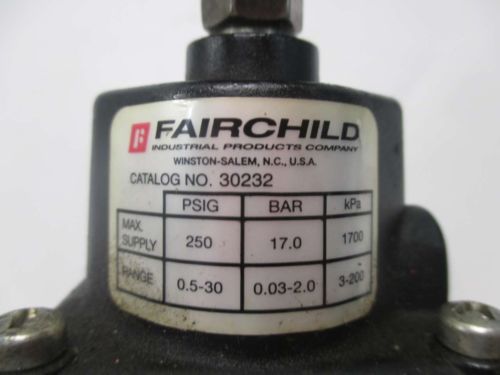 FAIRCHILD
INDUSTRIAL PRODUCTS COMPANY
WINSTON-SALEM, N.C., U.S.A.
CATALOG NO. 30232
PSIG BAR kPa
MAX. SUPPLY 250 17.0 1700
RANGE 0.5-30 0.03-2.0 3-200